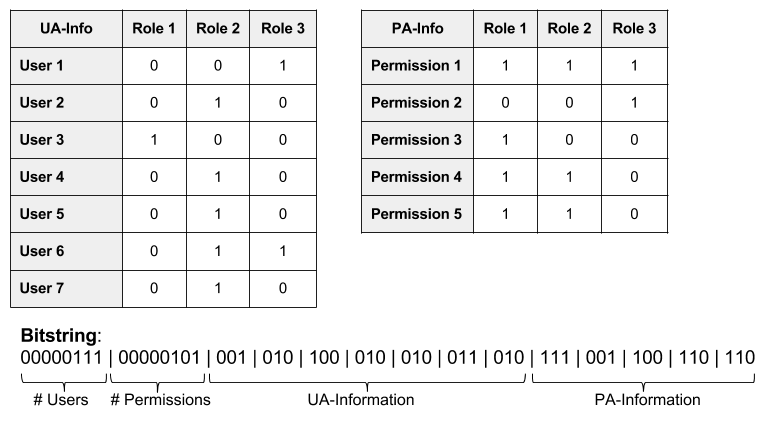 UA-Info Role 1 Role 2 Role 3
User 1 0 0 1
User 2 0 1 0
User 3 1 0 0
User 4 0 1 0
User 5 0 1 0
User 6 0 1 1
User 7 0 1 0
PA-Info Role 1 Role 2 Role 3
Permission 1 1 1 1
Permission 2 0 0 1
Permission 3 1 0 0
Permission 4 1 1 0
Permission 5 1 1 0
Bitstring:
00000111 | 00000101 | 001 | 010 | 100 | 010 | 010 | 011 | 010 | 111 | 001 | 100 | 110 | 110
# Users # Permissions UA-Information PA-Information